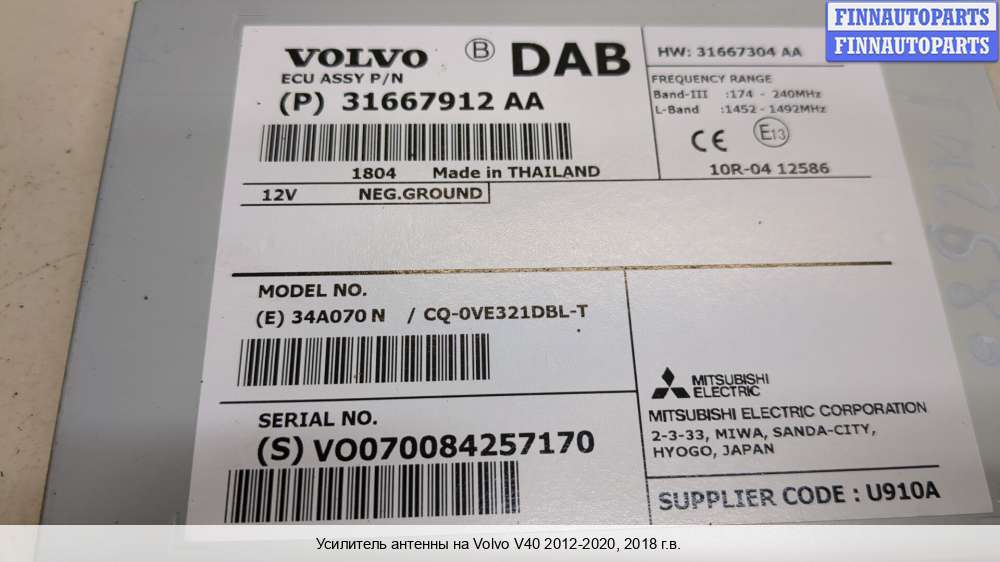 FINNAUTOPARTS
FINNAUTOPARTS
VOLVO B DAB
ECU ASSY P/N
(P) 31667912 AA
1804 Made in THAILAND
12V NEG.GROUND
HW: 31667304 AA
FREQUENCY RANGE
Band-III :174 - 240MHz
L-Band :1452 - 1492MHz
CE E13
10R-04 12586
MODEL NO.
(E) 34A070 N / CQ-0VE321DBL-T
SERIAL NO.
(S) VO070084257170
MITSUBISHI
ELECTRIC
MITSUBISHI ELECTRIC CORPORATION
2-3-33, MIWA, SANDA-CITY,
HYOGO, JAPAN
SUPPLIER CODE : U910A
Усилитель антенны на Volvo V40 2012-2020, 2018 г.в.